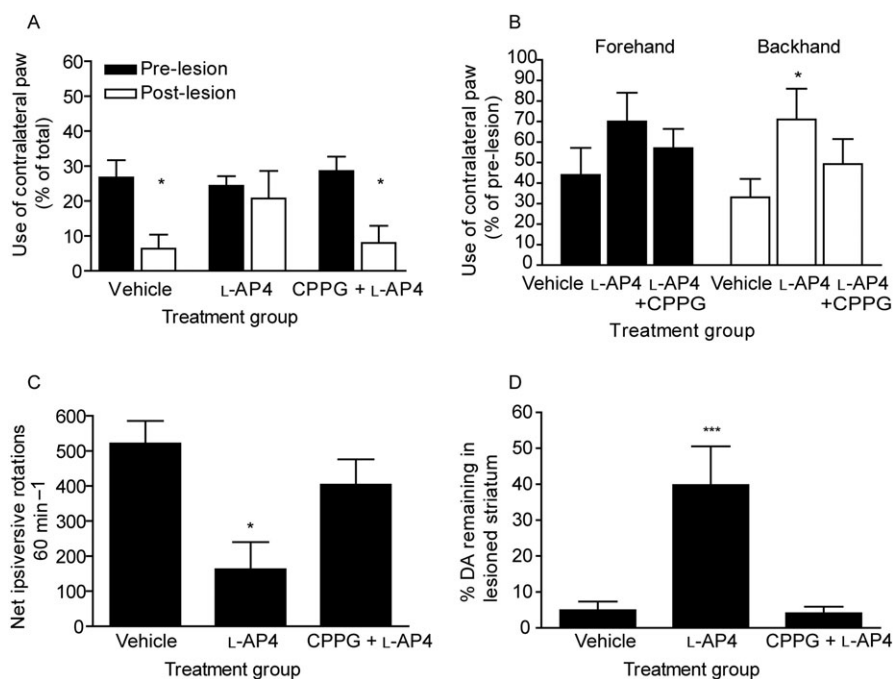 A
Use of contralateral paw
(% of total)
60
50
40
30
20
10
0
Pre-lesion
Post-lesion
*
*
Vehicle
L-AP4
CPPG + L-AP4
Treatment group
B
Forehand
Backhand
Use of contralateral paw
(% of pre-lesion)
100
90
80
70
60
50
40
30
20
10
0
*
Vehicle L-AP4 L-AP4 Vehicle L-AP4 L-AP4
+CPPG +CPPG
Treatment group
C
Net ipsiversive rotations
60 min–1
600
500
400
300
200
100
0
*
Vehicle
L-AP4
CPPG + L-AP4
Treatment group
D
% DA remaining in
lesioned striatum
60
50
40
30
20
10
0
***
Vehicle
L-AP4
CPPG + L-AP4
Treatment group